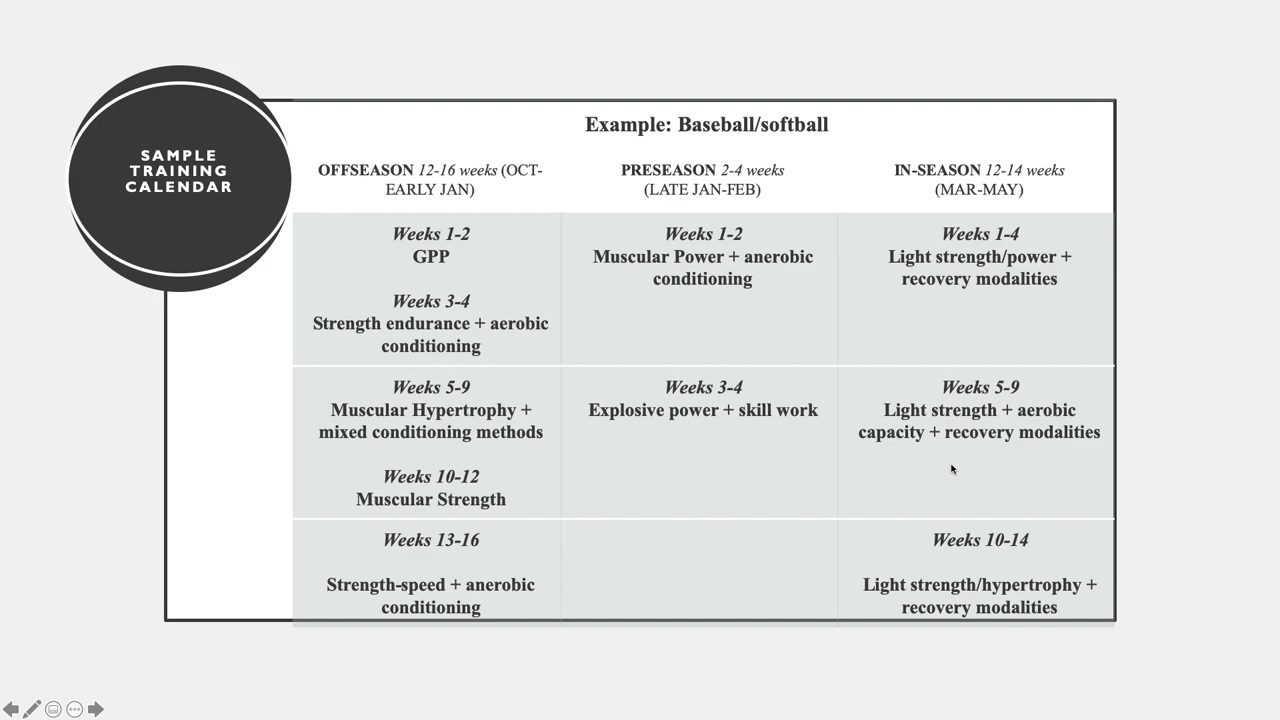 SAMPLE
TRAINING
CALENDAR
Example: Baseball/softball
OFFSEASON 12-16 weeks (OCT-
EARLY JAN)
PRESEASON 2-4 weeks
(LATE JAN-FEB)
IN-SEASON 12-14 weeks
(MAR-MAY)
Weeks 1-2
GPP
Weeks 3-4
Strength endurance + aerobic
conditioning
Weeks 1-2
Muscular Power + anerobic
conditioning
Weeks 1-4
Light strength/power +
recovery modalities
Weeks 5-9
Muscular Hypertrophy +
mixed conditioning methods
Weeks 10-12
Muscular Strength
Weeks 3-4
Explosive power + skill work
Weeks 5-9
Light strength + aerobic
capacity + recovery modalities
Weeks 13-16
Strength-speed + anerobic
conditioning
Weeks 10-14
Light strength/hypertrophy +
recovery modalities